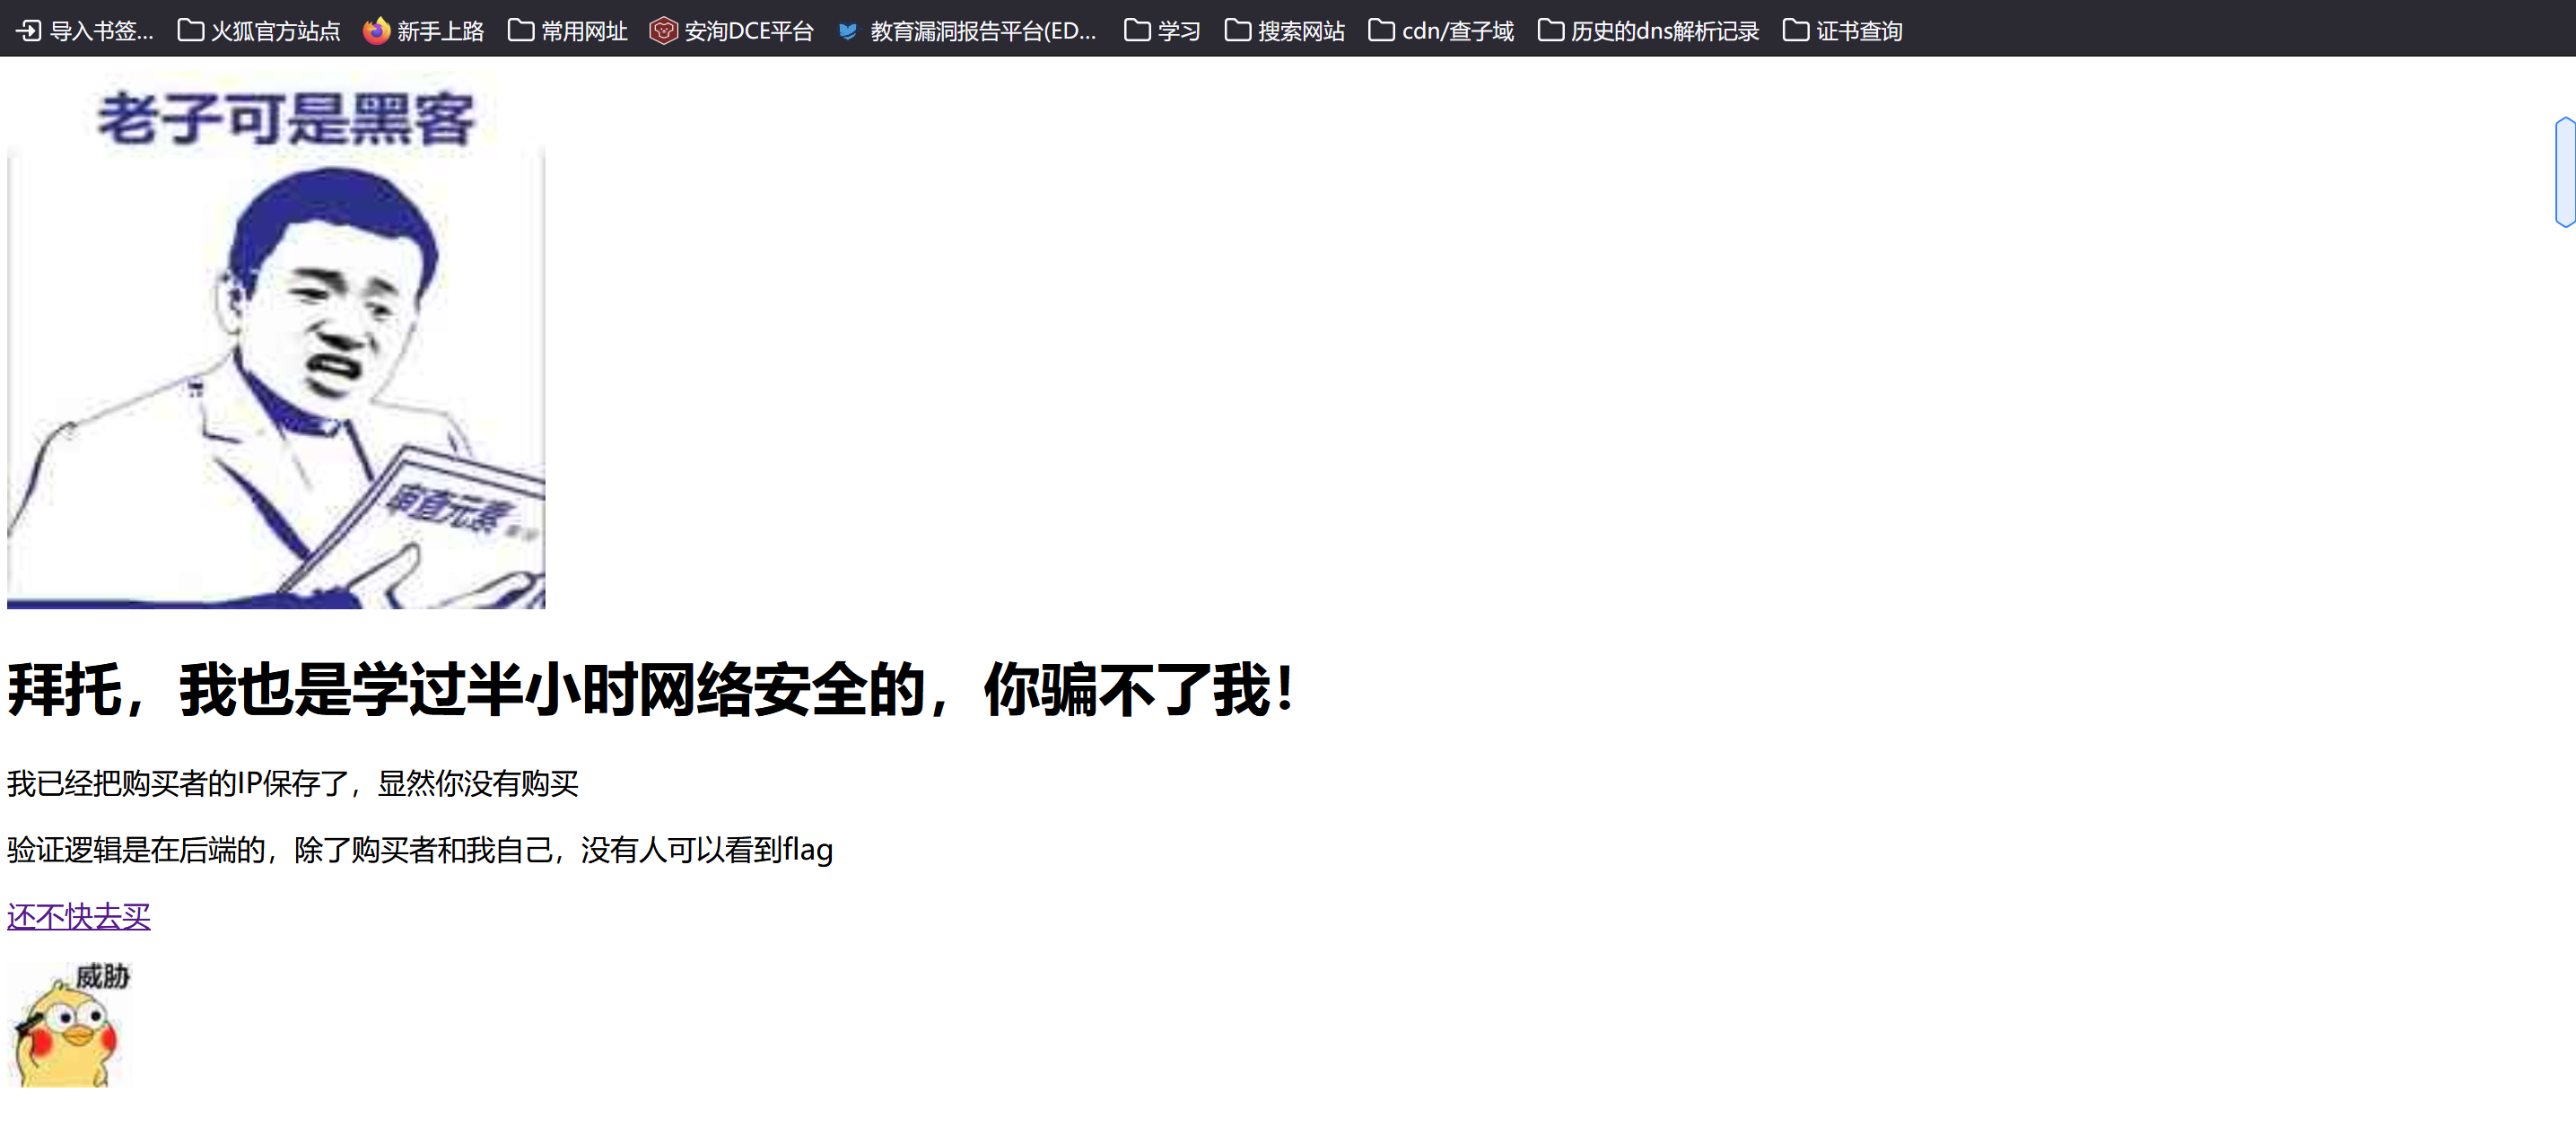 导入书签... 火狐官方站点 新手上路 常用网址 安洵DCE平台 教育漏洞报告平台(ED... 学习 搜索网站 cdn/查子域 历史的dns解析记录 证书查询
老子可是黑客
审查元素
拜托，我也是学过半小时网络安全的，你骗不了我！
我已经把购买者的IP保存了，显然你没有购买
验证逻辑是在后端的，除了购买者和我自己，没有人可以看到flag
还不快去买
威胁